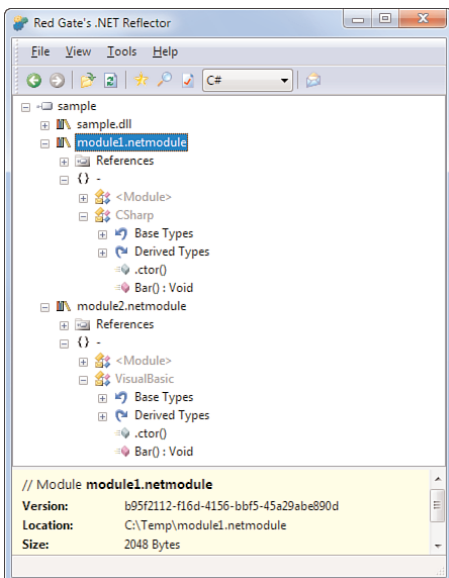 Red Gate's .NET Reflector
File View Tools Help
C#
sample
sample.dll
module1.netmodule
References
{} -
<Module>
CSharp
Base Types
Derived Types
.ctor()
Bar() : Void
module2.netmodule
References
{} -
<Module>
VisualBasic
Base Types
Derived Types
.ctor()
Bar() : Void
// Module module1.netmodule
Version: b95f2112-f16d-4156-bbf5-45a29abe890d
Location: C:\Temp\module1.netmodule
Size: 2048 Bytes